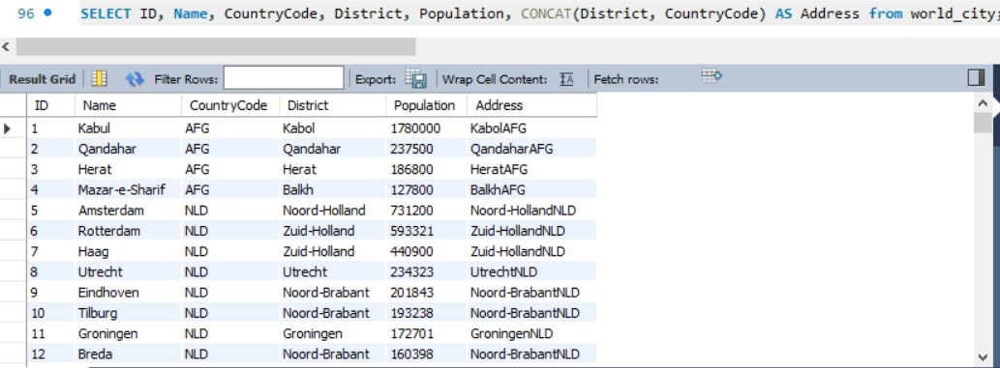 96 SELECT ID, Name, CountryCode, District, Population, CONCAT(District, CountryCode) AS Address from world_city;
Result Grid Filter Rows: Export: Wrap Cell Content: IA Fetch rows:
ID Name CountryCode District Population Address
1 Kabul AFG Kabol 1780000 KabolAFG
2 Qandahar AFG Qandahar 237500 QandaharAFG
3 Herat AFG Herat 186800 HeratAFG
4 Mazar-e-Sharif AFG Balkh 127800 BalkhAFG
5 Amsterdam NLD Noord-Holland 731200 Noord-HollandNLD
6 Rotterdam NLD Zuid-Holland 593321 Zuid-HollandNLD
7 Haag NLD Zuid-Holland 440900 Zuid-HollandNLD
8 Utrecht NLD Utrecht 234323 UtrechtNLD
9 Eindhoven NLD Noord-Brabant 201843 Noord-BrabantNLD
10 Tilburg NLD Noord-Brabant 193238 Noord-BrabantNLD
11 Groningen NLD Groningen 172701 GroningenNLD
12 Breda NLD Noord-Brabant 160398 Noord-BrabantNLD